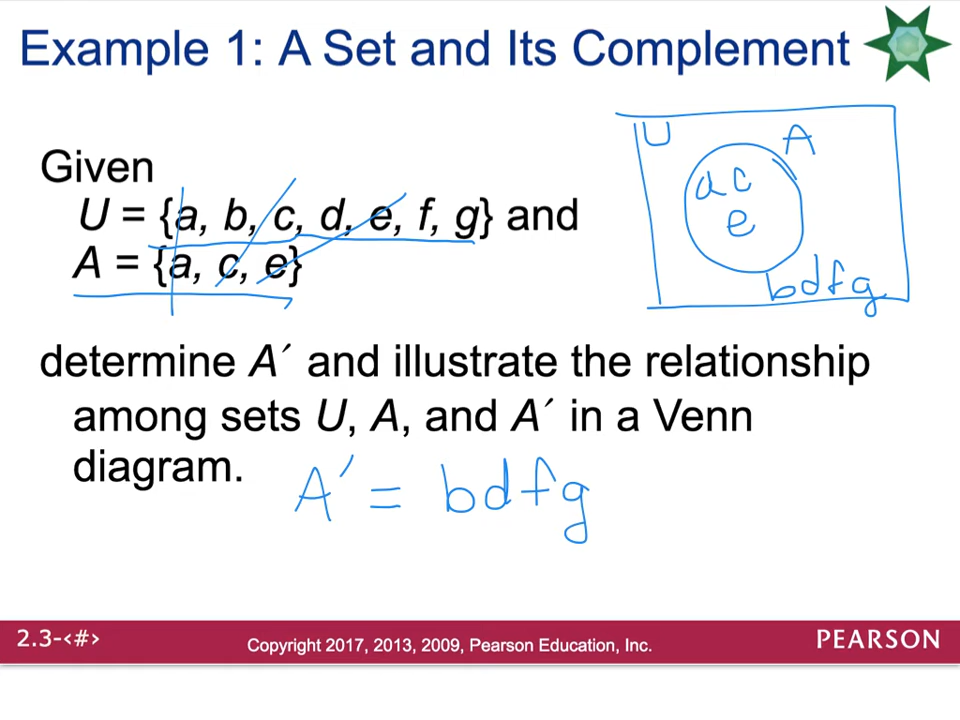 Example 1: A Set and Its Complement
Given
U = {a, b, c, d, e, f, g} and
A = {a, c, e}
U
A
a c
e
b d f g
determine A´ and illustrate the relationship
among sets U, A, and A´ in a Venn
diagram.
A' = b d f g
2.3-<#>
Copyright 2017, 2013, 2009, Pearson Education, Inc.
PEARSON